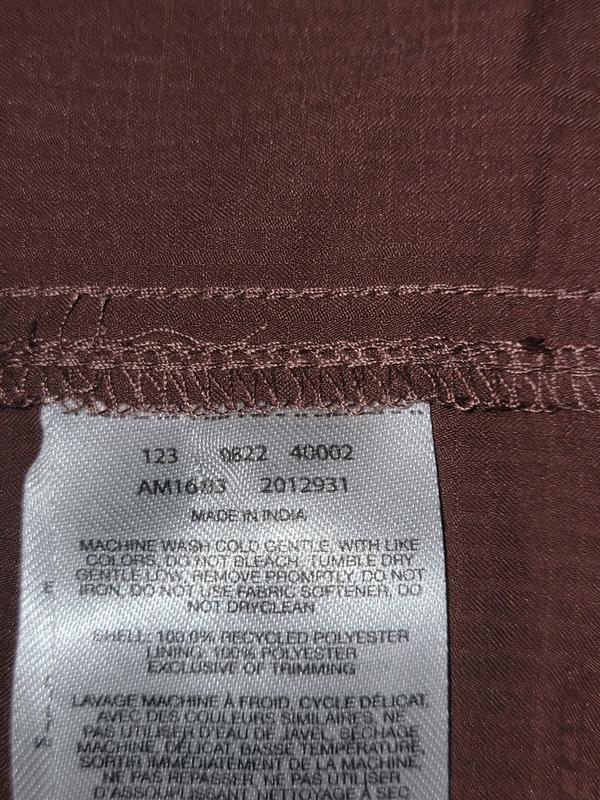 123 0822 40002
AM1683 2012931
MADE IN INDIA
MACHINE WASH COLD GENTLE, WITH LIKE
COLORS, DO NOT BLEACH, TUMBLE DRY
GENTLE LOW, REMOVE PROMPTLY, DO NOT
IRON, DO NOT USE FABRIC SOFTENER, DO
NOT DRYCLEAN
SHELL: 100.0% RECYCLED POLYESTER
LINING: 100% POLYESTER
EXCLUSIVE OF TRIMMING
LAVAGE MACHINE À FROID, CYCLE DÉLICAT,
AVEC DES COULEURS SIMILAIRES, NE
PAS UTILISER D'EAU DE JAVEL, SÉCHAGE
MACHINE, DÉLICAT, BASSE TEMPÉRATURE,
SORTIR IMMÉDIATEMENT DE LA MACHINE,
NE PAS REPASSER, NE PAS UTILISER
D'ASSOUPLISSANT, NETTOYAGE À SEC